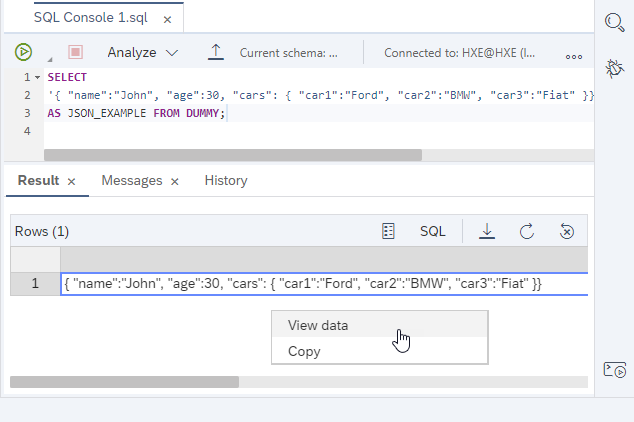 SQL Console 1.sql ×
Analyze Current schema: ... Connected to: HXE@HXE (I...
1 SELECT
2 '{ "name":"John", "age":30, "cars": { "car1":"Ford", "car2":"BMW", "car3":"Fiat" }}
3 AS JSON_EXAMPLE FROM DUMMY;
4
Result × Messages × History
Rows (1) SQL
1 { "name":"John", "age":30, "cars": { "car1":"Ford", "car2":"BMW", "car3":"Fiat" }}
View data
Copy